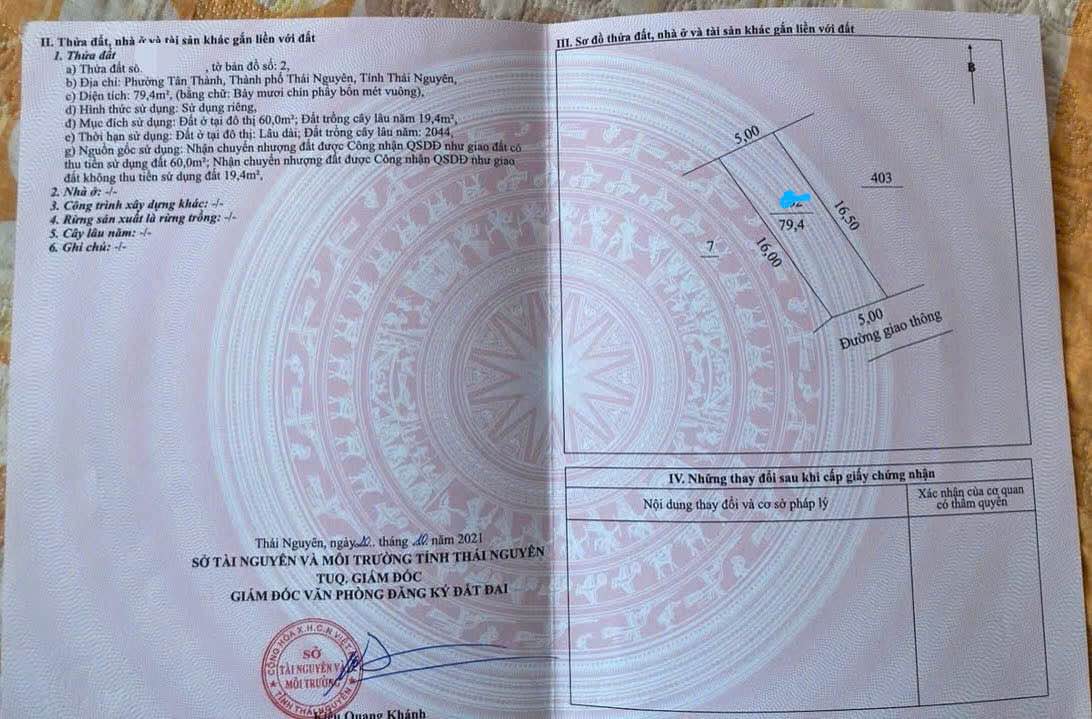 II. Thửa đất, nhà ở và tài sản khác gắn liền với đất
1. Thửa đất
a) Thửa đất số , tờ bản đồ số: 2,
b) Địa chỉ: Phường Tân Thành, Thành phố Thái Nguyên, Tỉnh Thái Nguyên,
c) Diện tích: 79,4m², (bằng chữ: Bảy mươi chín phẩy bốn mét vuông),
d) Hình thức sử dụng: Sử dụng riêng,
đ) Mục đích sử dụng: Đất ở tại đô thị 60,0m²; Đất trồng cây lâu năm 19,4m²,
e) Thời hạn sử dụng: Đất ở tại đô thị: Lâu dài; Đất trồng cây lâu năm: 2044,
g) Nguồn gốc sử dụng: Nhận chuyển nhượng đất được Công nhận QSDĐ như giao đất có
thu tiền sử dụng đất 60,0m²; Nhận chuyển nhượng đất được Công nhận QSDĐ như giao
đất không thu tiền sử dụng đất 19,4m²,
2. Nhà ở: -/-
3. Công trình xây dựng khác: -/-
4. Rừng sản xuất là rừng trồng: -/-
5. Cây lâu năm: -/-
6. Ghi chú: -/-
Thái Nguyên, ngày tháng năm 2021
SỞ TÀI NGUYÊN VÀ MÔI TRƯỜNG TỈNH THÁI NGUYÊN
TUQ. GIÁM ĐỐC
GIÁM ĐỐC VĂN PHÒNG ĐĂNG KÝ ĐẤT ĐAI
CỘNG HÒA X.H.C.N VIỆT
SỞ
TÀI NGUYÊN VÀ
MÔI TRƯỜNG
TỈNH THÁI NGUYÊN
Kiều Quang Khánh
III. Sơ đồ thửa đất, nhà ở và tài sản khác gắn liền với đất
B
5,00
403
79,4
16,50
7
16,00
5,00
Đường giao thông
IV. Những thay đổi sau khi cấp giấy chứng nhận
Nội dung thay đổi và cơ sở pháp lý
Xác nhận của cơ quan
có thẩm quyền